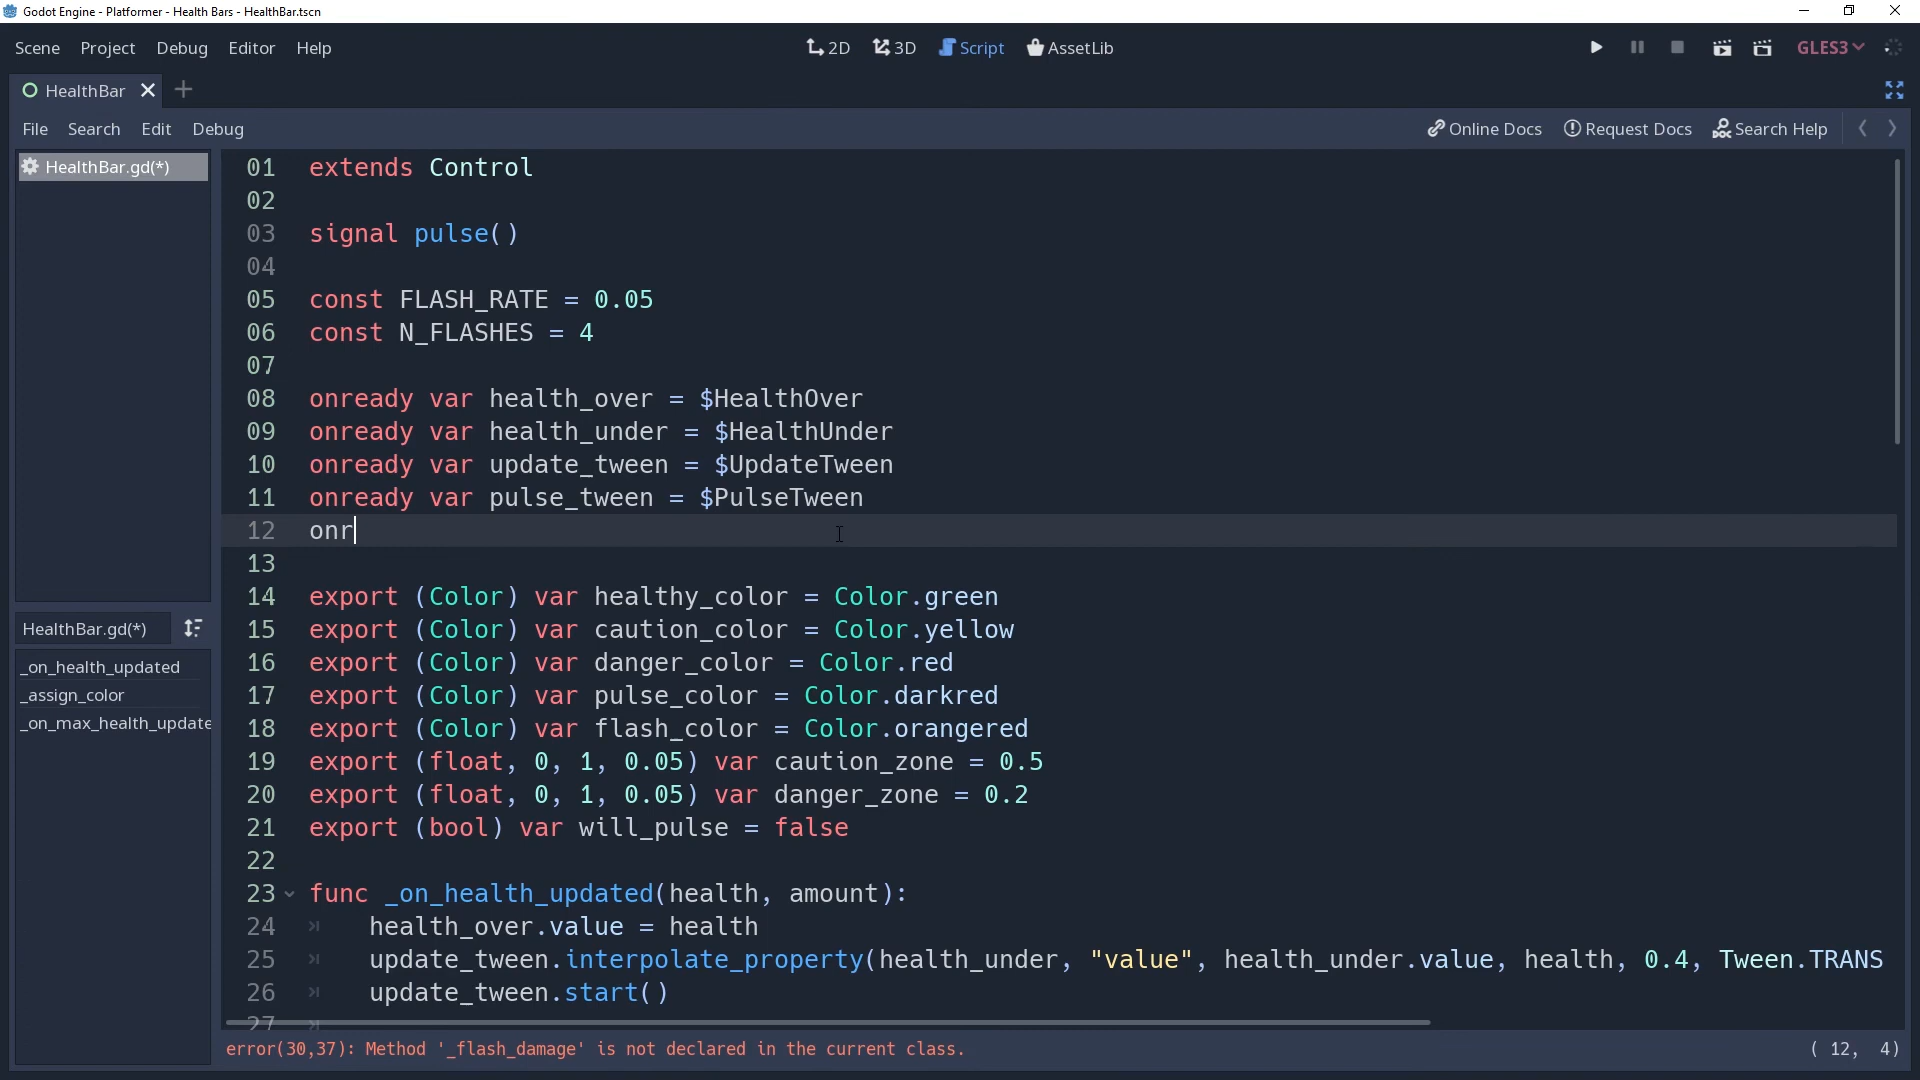 Godot Engine - Platformer - Health Bars - HealthBar.tscn
Scene Project Debug Editor Help 2D 3D Script AssetLib GLES3
HealthBar
File Search Edit Debug Online Docs Request Docs Search Help
HealthBar.gd(*)
HealthBar.gd(*)
_on_health_updated
_assign_color
_on_max_health_update
01 extends Control
02
03 signal pulse()
04
05 const FLASH_RATE = 0.05
06 const N_FLASHES = 4
07
08 onready var health_over = $HealthOver
09 onready var health_under = $HealthUnder
10 onready var update_tween = $UpdateTween
11 onready var pulse_tween = $PulseTween
12 onr
13
14 export (Color) var healthy_color = Color.green
15 export (Color) var caution_color = Color.yellow
16 export (Color) var danger_color = Color.red
17 export (Color) var pulse_color = Color.darkred
18 export (Color) var flash_color = Color.orangered
19 export (float, 0, 1, 0.05) var caution_zone = 0.5
20 export (float, 0, 1, 0.05) var danger_zone = 0.2
21 export (bool) var will_pulse = false
22
23 func _on_health_updated(health, amount):
24 health_over.value = health
25 update_tween.interpolate_property(health_under, "value", health_under.value, health, 0.4, Tween.TRANS
26 update_tween.start()
27
error(30,37): Method '_flash_damage' is not declared in the current class.
( 12, 4)